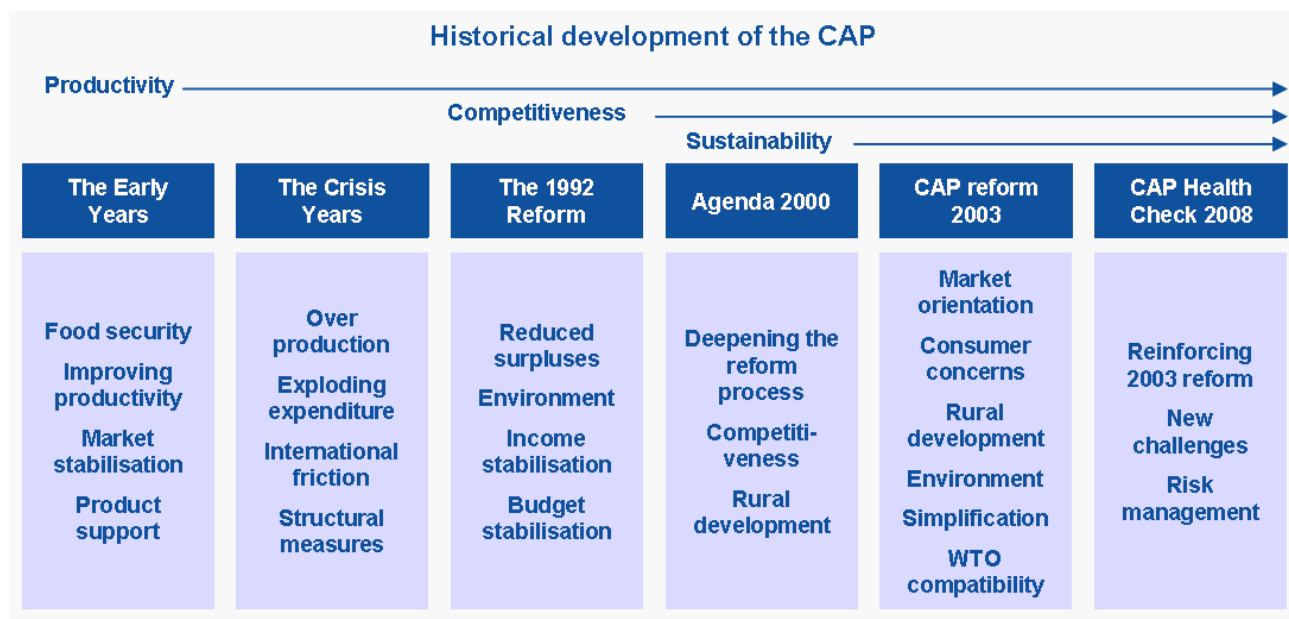 Historical development of the CAP
Productivity
Competitiveness
Sustainability
The Early
Years
The Crisis
Years
The 1992
Reform
Agenda 2000
CAP reform
2003
CAP Health
Check 2008
Food security
Improving
productivity
Market
stabilisation
Product
support
Over
production
Exploding
expenditure
International
friction
Structural
measures
Reduced
surpluses
Environment
Income
stabilisation
Budget
stabilisation
Deepening the
reform
process
Competiti-
veness
Rural
development
Market
orientation
Consumer
concerns
Rural
development
Environment
Simplification
WTO
compatibility
Reinforcing
2003 reform
New
challenges
Risk
management